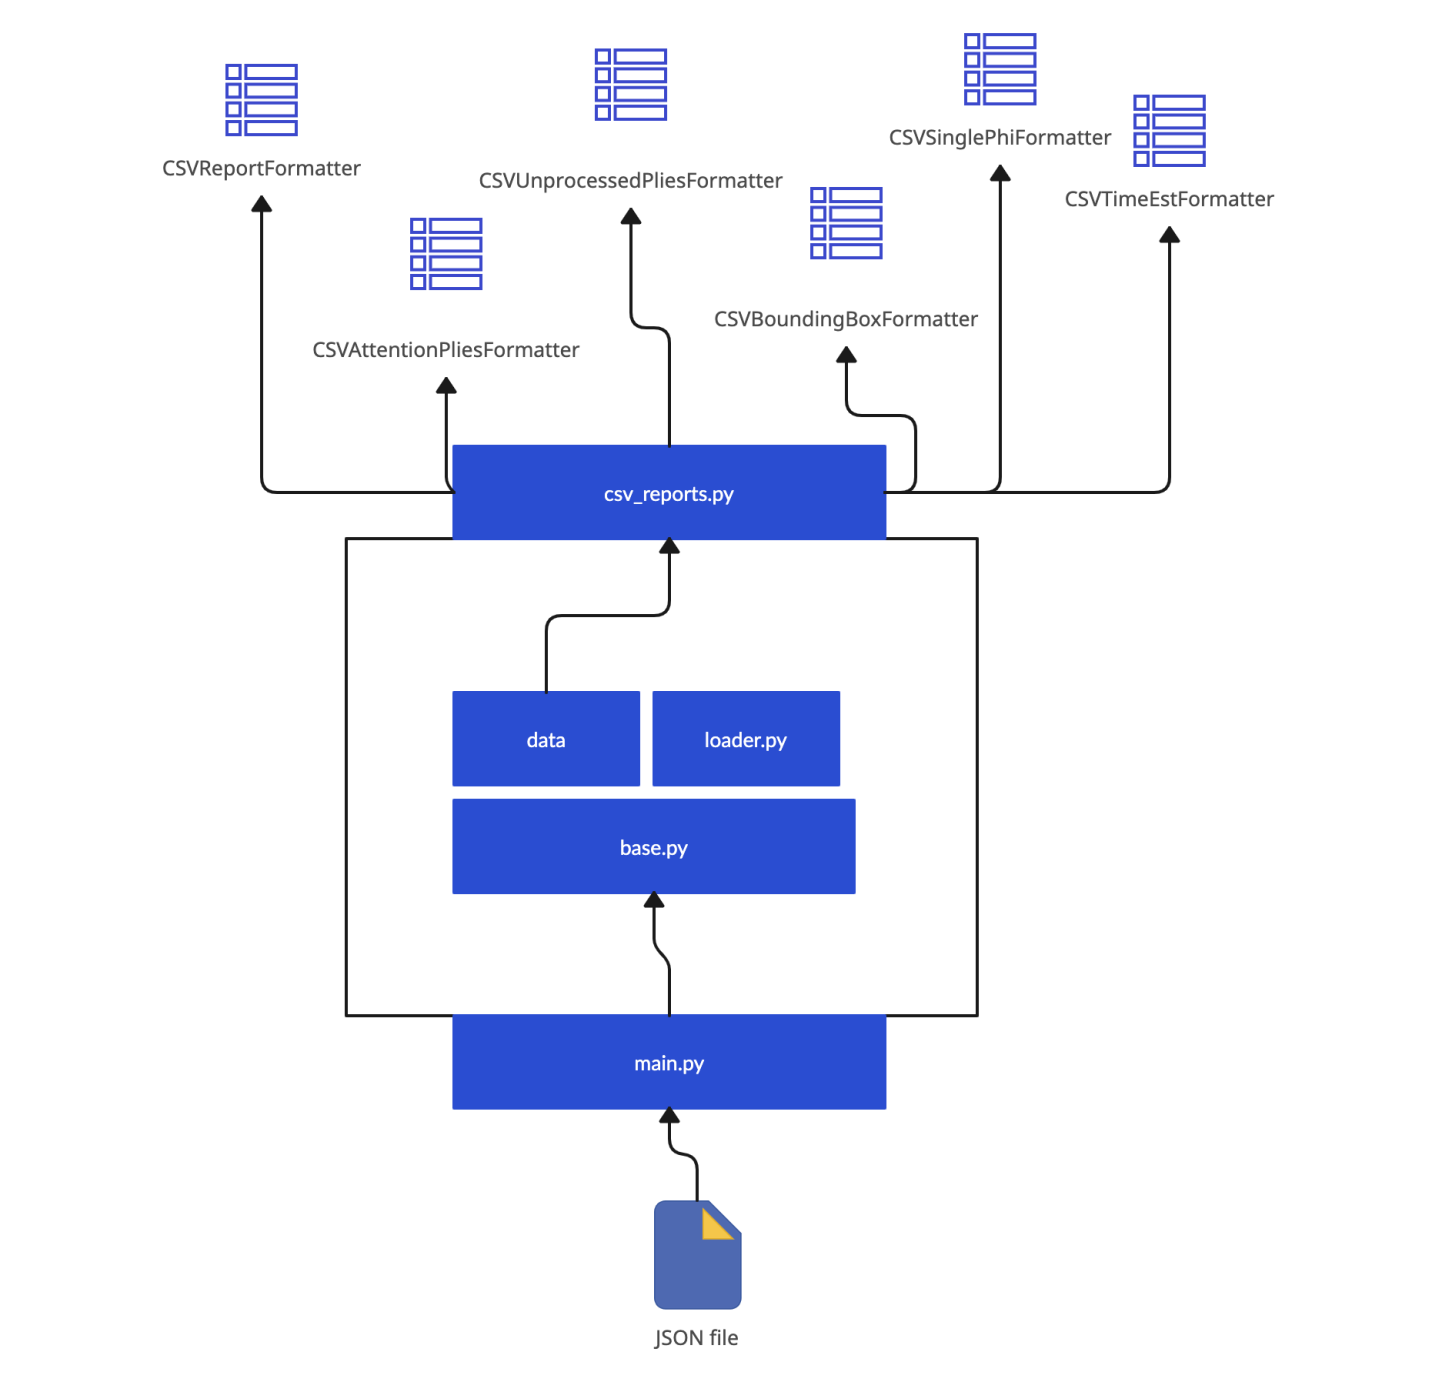 CSVSinglePhiFormatter
CSVReportFormatter
CSVUnprocessedPliesFormatter
CSVTimeEstFormatter
CSVBoundingBoxFormatter
CSVAttentionPliesFormatter
csv_reports.py
data
loader.py
base.py
main.py
JSON file